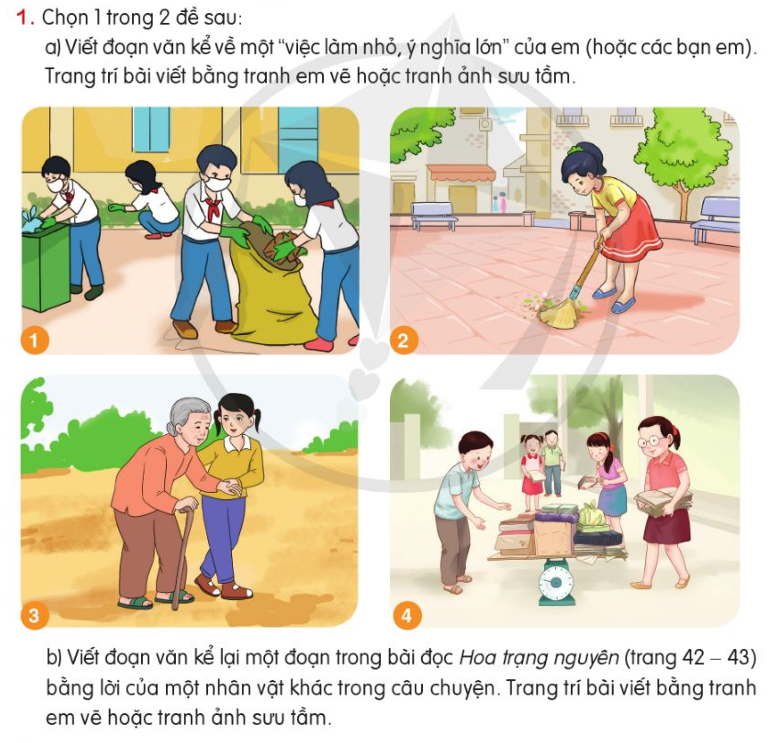 1. Chọn 1 trong 2 đề sau:
a) Viết đoạn văn kể về một “việc làm nhỏ, ý nghĩa lớn” của em (hoặc các bạn em).
Trang trí bài viết bằng tranh em vẽ hoặc tranh ảnh sưu tầm.
1
2
3
4
b) Viết đoạn văn kể lại một đoạn trong bài đọc Hoa trạng nguyên (trang 42 – 43)
bằng lời của một nhân vật khác trong câu chuyện. Trang trí bài viết bằng tranh
em vẽ hoặc tranh ảnh sưu tầm.